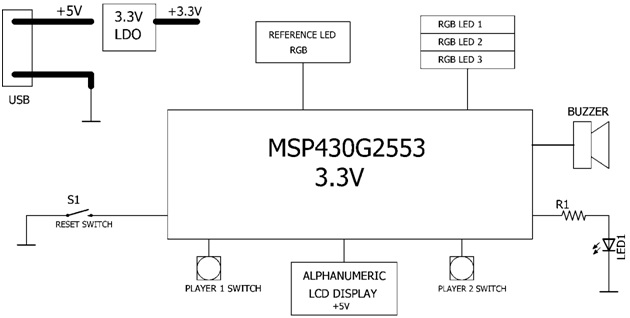 +5V
3.3V
LDO
+3.3V
USB
REFERENCE LED
RGB
RGB LED 1
RGB LED 2
RGB LED 3
BUZZER
MSP430G2553
3.3V
S1
RESET SWITCH
R1
LED1
PLAYER 1 SWITCH
ALPHANUMERIC
LCD DISPLAY
+5V
PLAYER 2 SWITCH